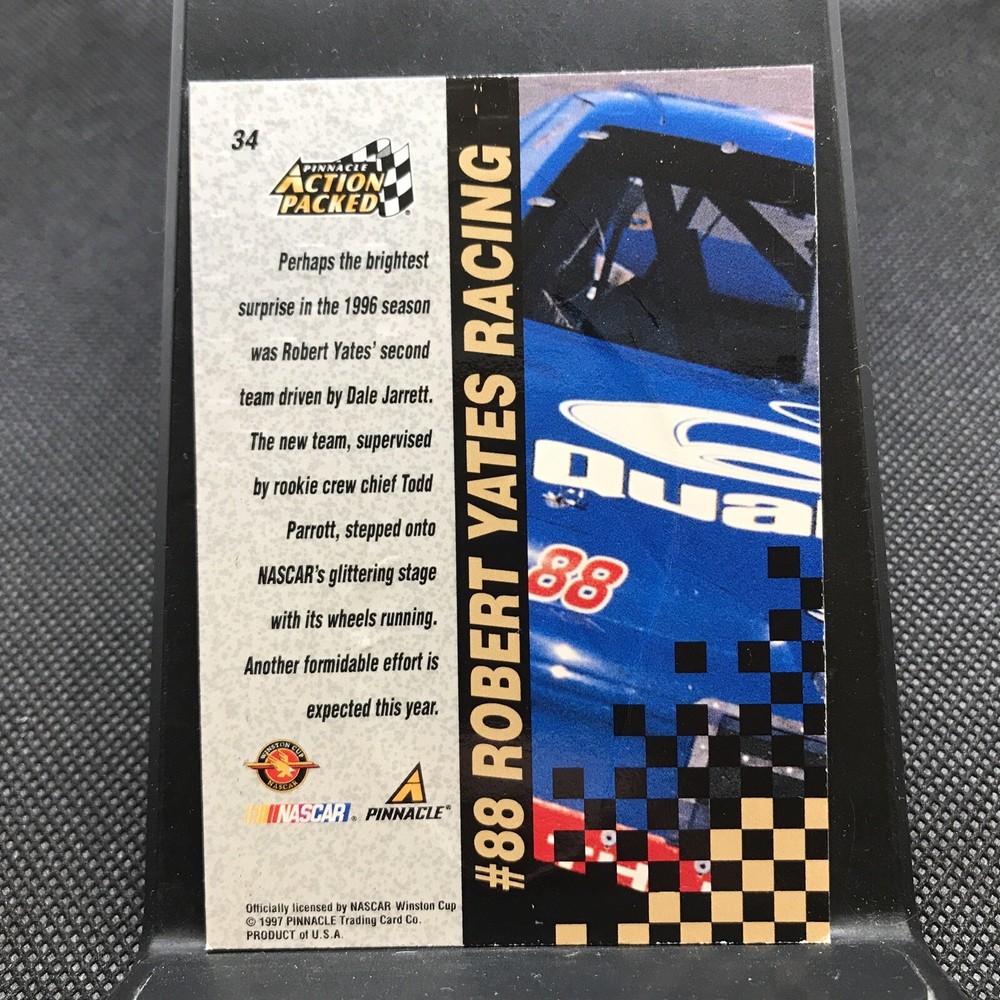 34
PINNACLE
ACTION
PACKED
Perhaps the brightest
surprise in the 1996 season
was Robert Yates' second
team driven by Dale Jarrett.
The new team, supervised
by rookie crew chief Todd
Parrott, stepped onto
NASCAR's glittering stage
with its wheels running.
Another formidable effort is
expected this year.
WINSTON CUP
NASCAR
NASCAR®
PINNACLE®
Officially licensed by NASCAR Winston Cup
© 1997 PINNACLE Trading Card Co.
PRODUCT of U.S.A.
#88 ROBERT YATES RACING
Qua
88